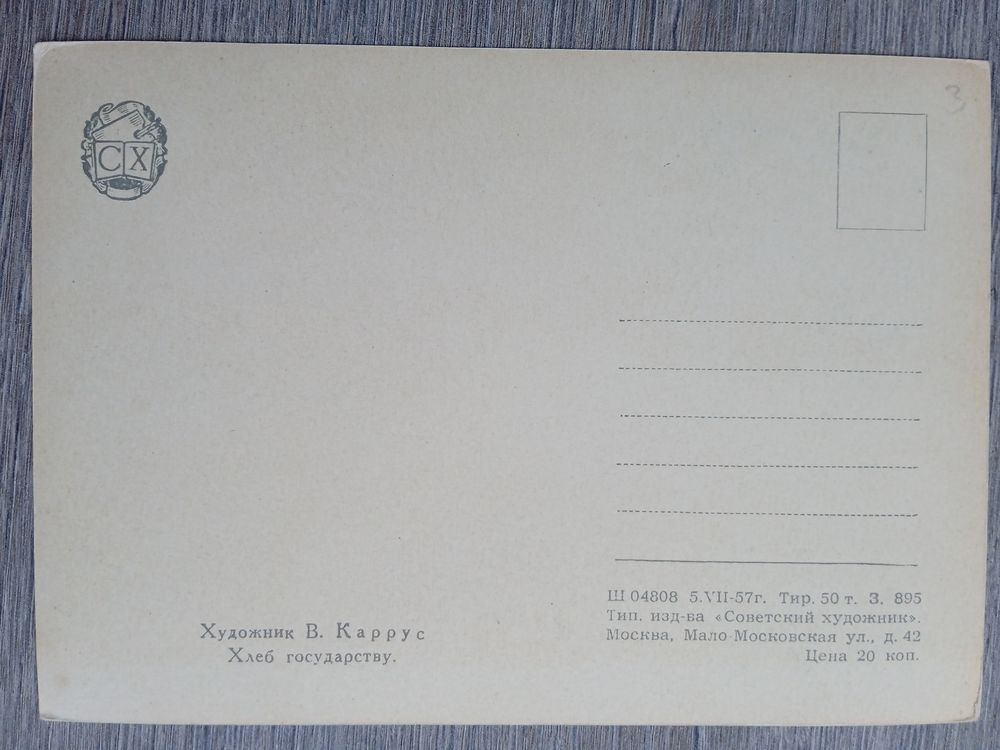 СХ
3
Художник В. Каррус
Хлеб государству.
Ш 04808 5.VII-57г. Тир. 50 т. З. 895
Тип. изд-ва «Советский художник».
Москва, Мало-Московская ул., д. 42
Цена 20 коп.